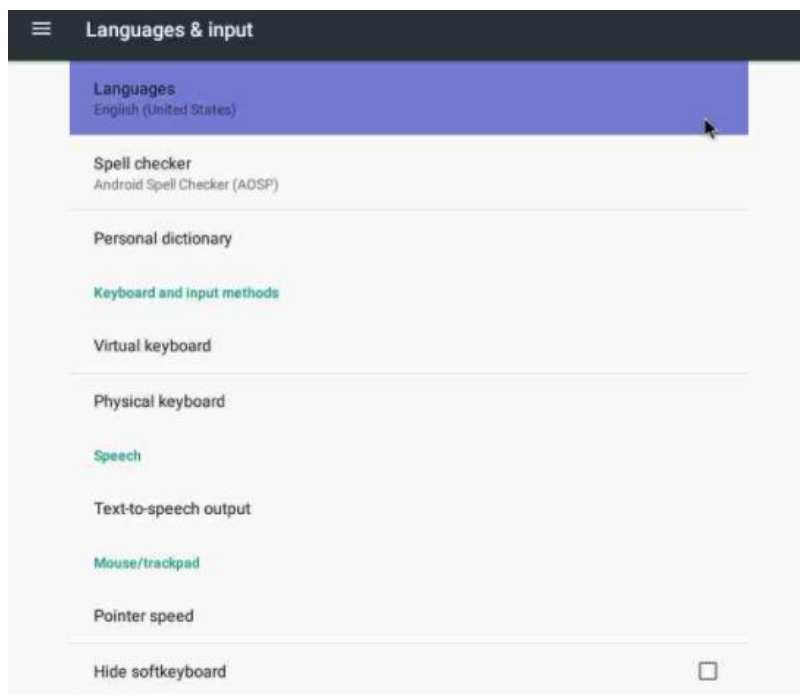 Languages & input
Languages
English (United States)
Spell checker
Android Spell Checker (AOSP)
Personal dictionary
Keyboard and input methods
Virtual keyboard
Physical keyboard
Speech
Text-to-speech output
Mouse/trackpad
Pointer speed
Hide softkeyboard